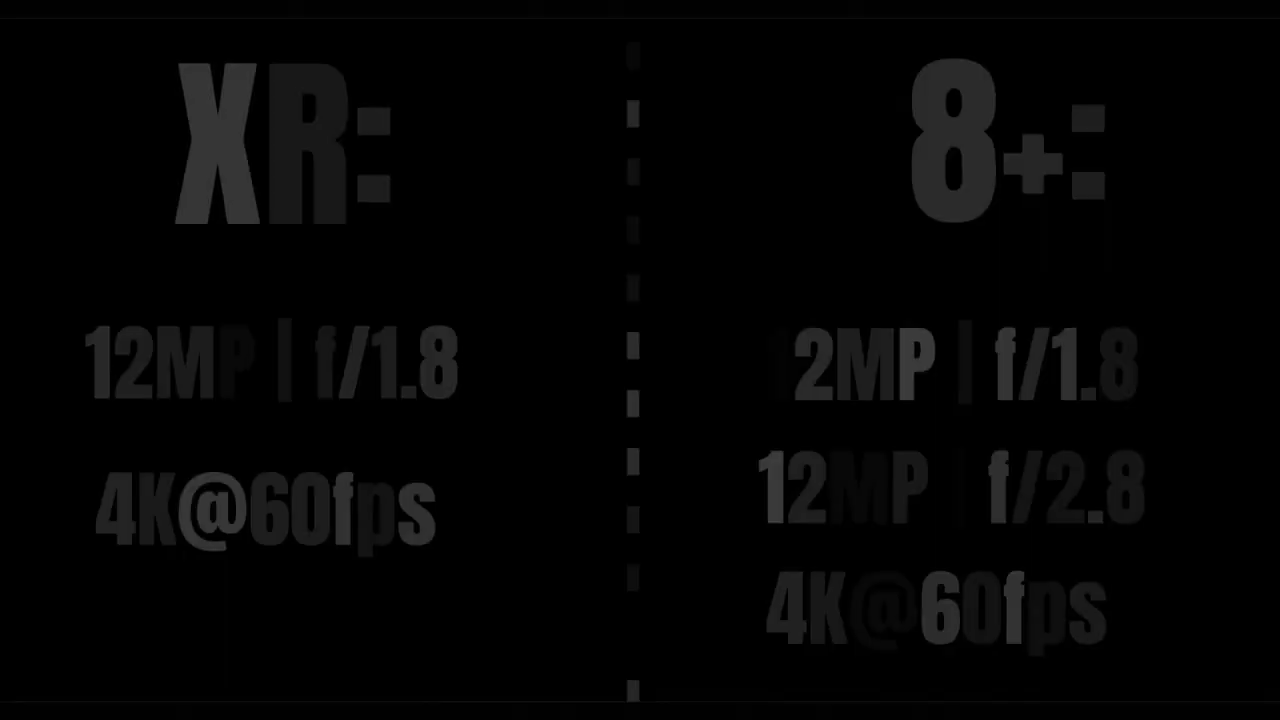 XR:
12MP | f/1.8
4K@60fps
8+:
12MP | f/1.8
12MP | f/2.8
4K@60fps